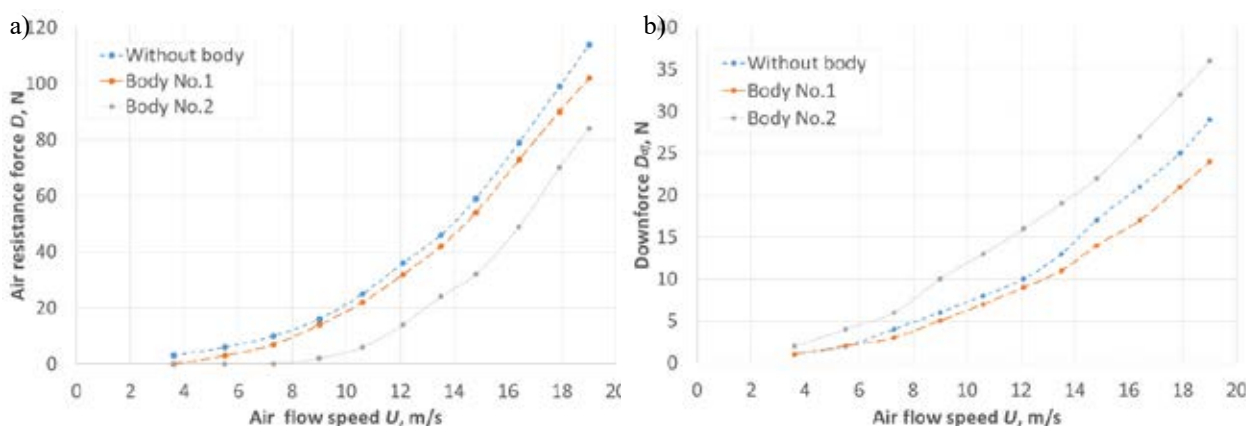 a)
Air resistance force D, N
120
100
80
60
40
20
0
Without body
Body No.1
Body No.2
0 2 4 6 8 10 12 14 16 18 20
Air flow speed U, m/s
b)
Downforce
, N
40
35
30
25
20
15
10
5
0
Without body
Body No.1
Body No.2
0 2 4 6 8 10 12 14 16 18 20
Air flow speed U, m/s